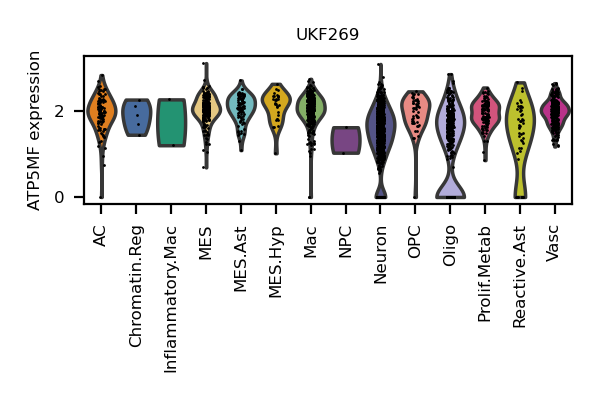 UKF269
ATP5MF expression
2
0
AC
Chromatin.Reg
Inflammatory.Mac
MES
MES.Ast
MES.Hyp
Mac
NPC
Neuron
OPC
Oligo
Prolif.Metab
Reactive.Ast
Vasc